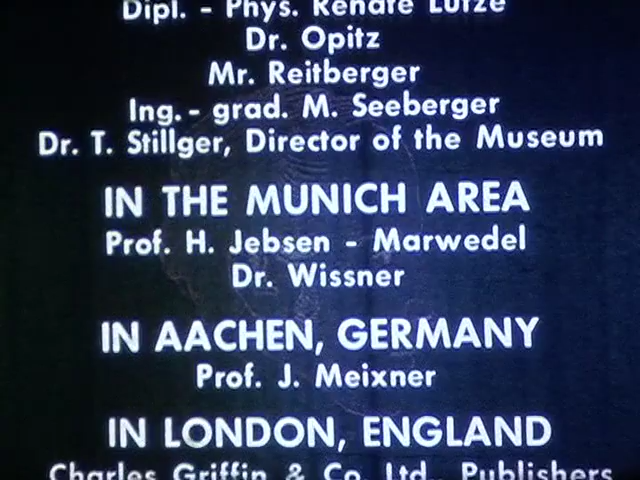 Dipl. - Phys. Renate Lutze
Dr. Opitz
Mr. Reitberger
Ing. - grad. M. Seeberger
Dr. T. Stillger, Director of the Museum
IN THE MUNICH AREA
Prof. H. Jebsen - Marwedel
Dr. Wissner
IN AACHEN, GERMANY
Prof. J. Meixner
IN LONDON, ENGLAND
Charles Griffin & Co. Ltd., Publishers